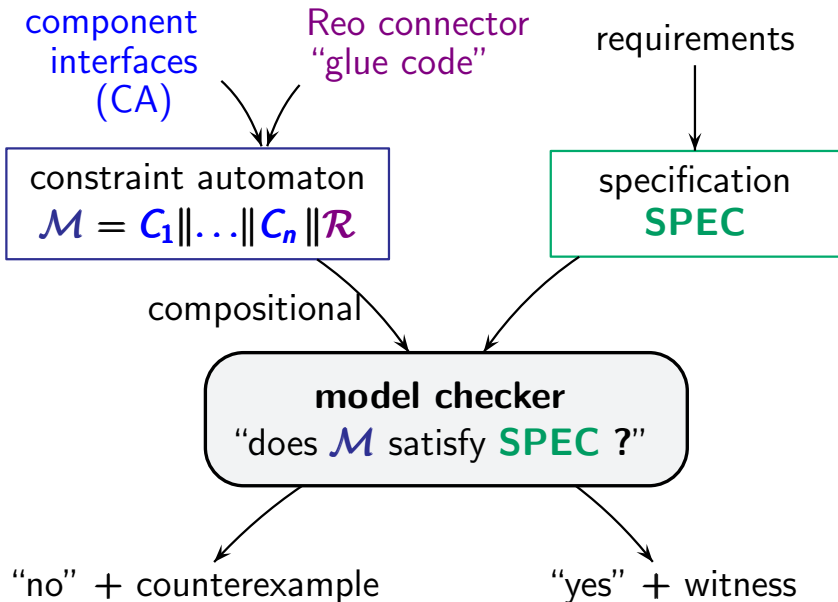 component
interfaces
(CA)
Reo connector
“glue code”
requirements
constraint automaton
ℳ = C₁‖…‖Cₙ‖ℛ
specification
SPEC
compositional
model checker
“does ℳ satisfy SPEC ?”
“no” + counterexample
“yes” + witness